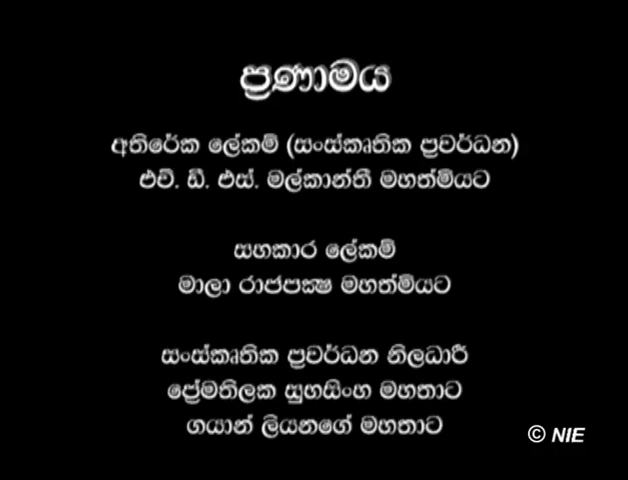 ප්‍රණාමය
අතිරේක ලේකම් (සංස්කෘතික ප්‍රවර්ධන)
එච්. ඩී. එස්. මල්කාන්ති මහත්මියට
සහකාර ලේකම්
මාලා රාජපක්ෂ මහත්මියට
සංස්කෘතික ප්‍රවර්ධන නිලධාරී
ප්‍රේමතිලක සුභසිංහ මහතාට
ගයාන් ලියනගේ මහතාට
© NIE